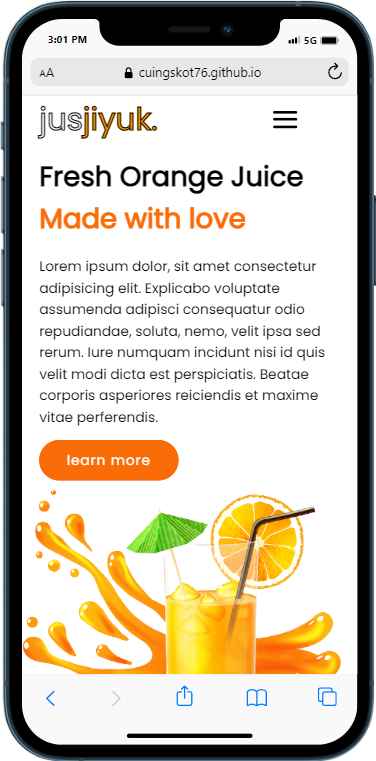 3:01 PM
5G
AA
cuingskot76.github.io
jusjiyuk.
Fresh Orange Juice
Made with love
Lorem ipsum dolor, sit amet consectetur
adipisicing elit. Explicabo voluptate
assumenda adipisci consequatur odio
repudiandae, soluta, nemo, velit ipsa sed
rerum. Iure numquam incidunt nisi id quis
velit modi dicta est perspiciatis. Beatae
corporis asperiores reiciendis et maxime
vitae perferendis.
learn more